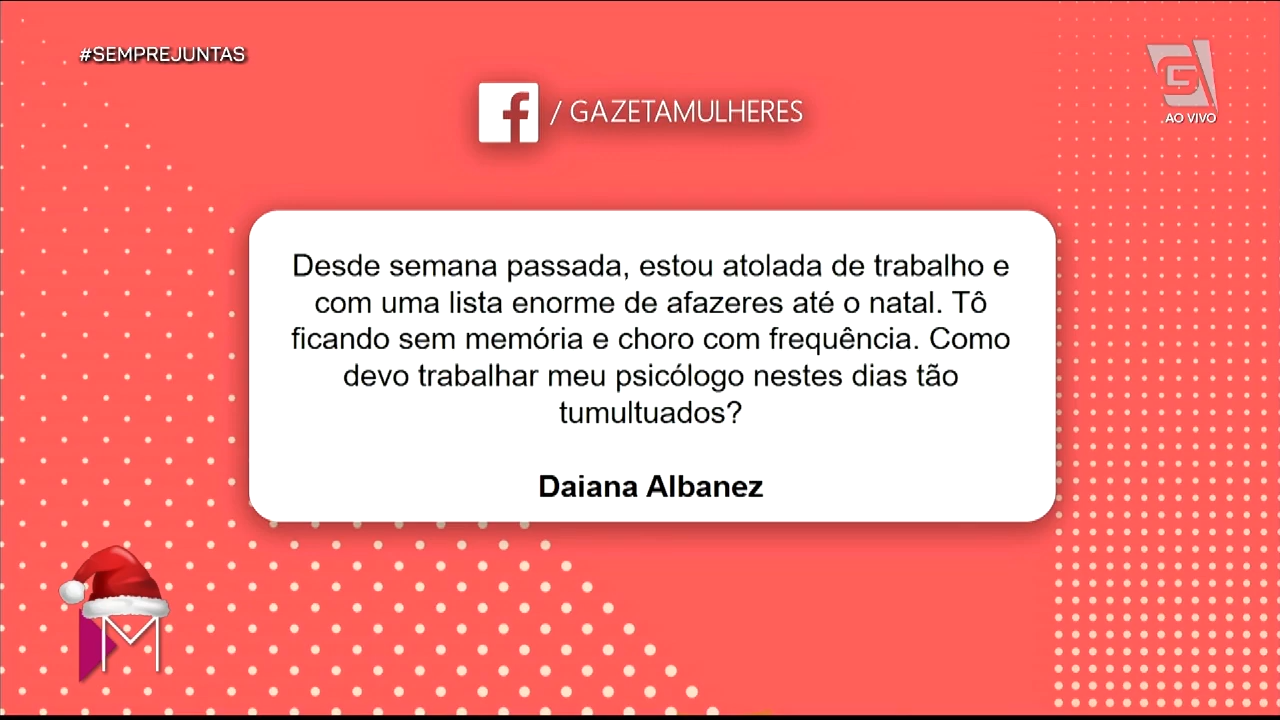 #SEMPREJUNTAS
/ GAZETAMULHERES
AO VIVO
Desde semana passada, estou atolada de trabalho e
com uma lista enorme de afazeres até o natal. Tô
ficando sem memória e choro com frequência. Como
devo trabalhar meu psicólogo nestes dias tão
tumultuados?
Daiana Albanez
M